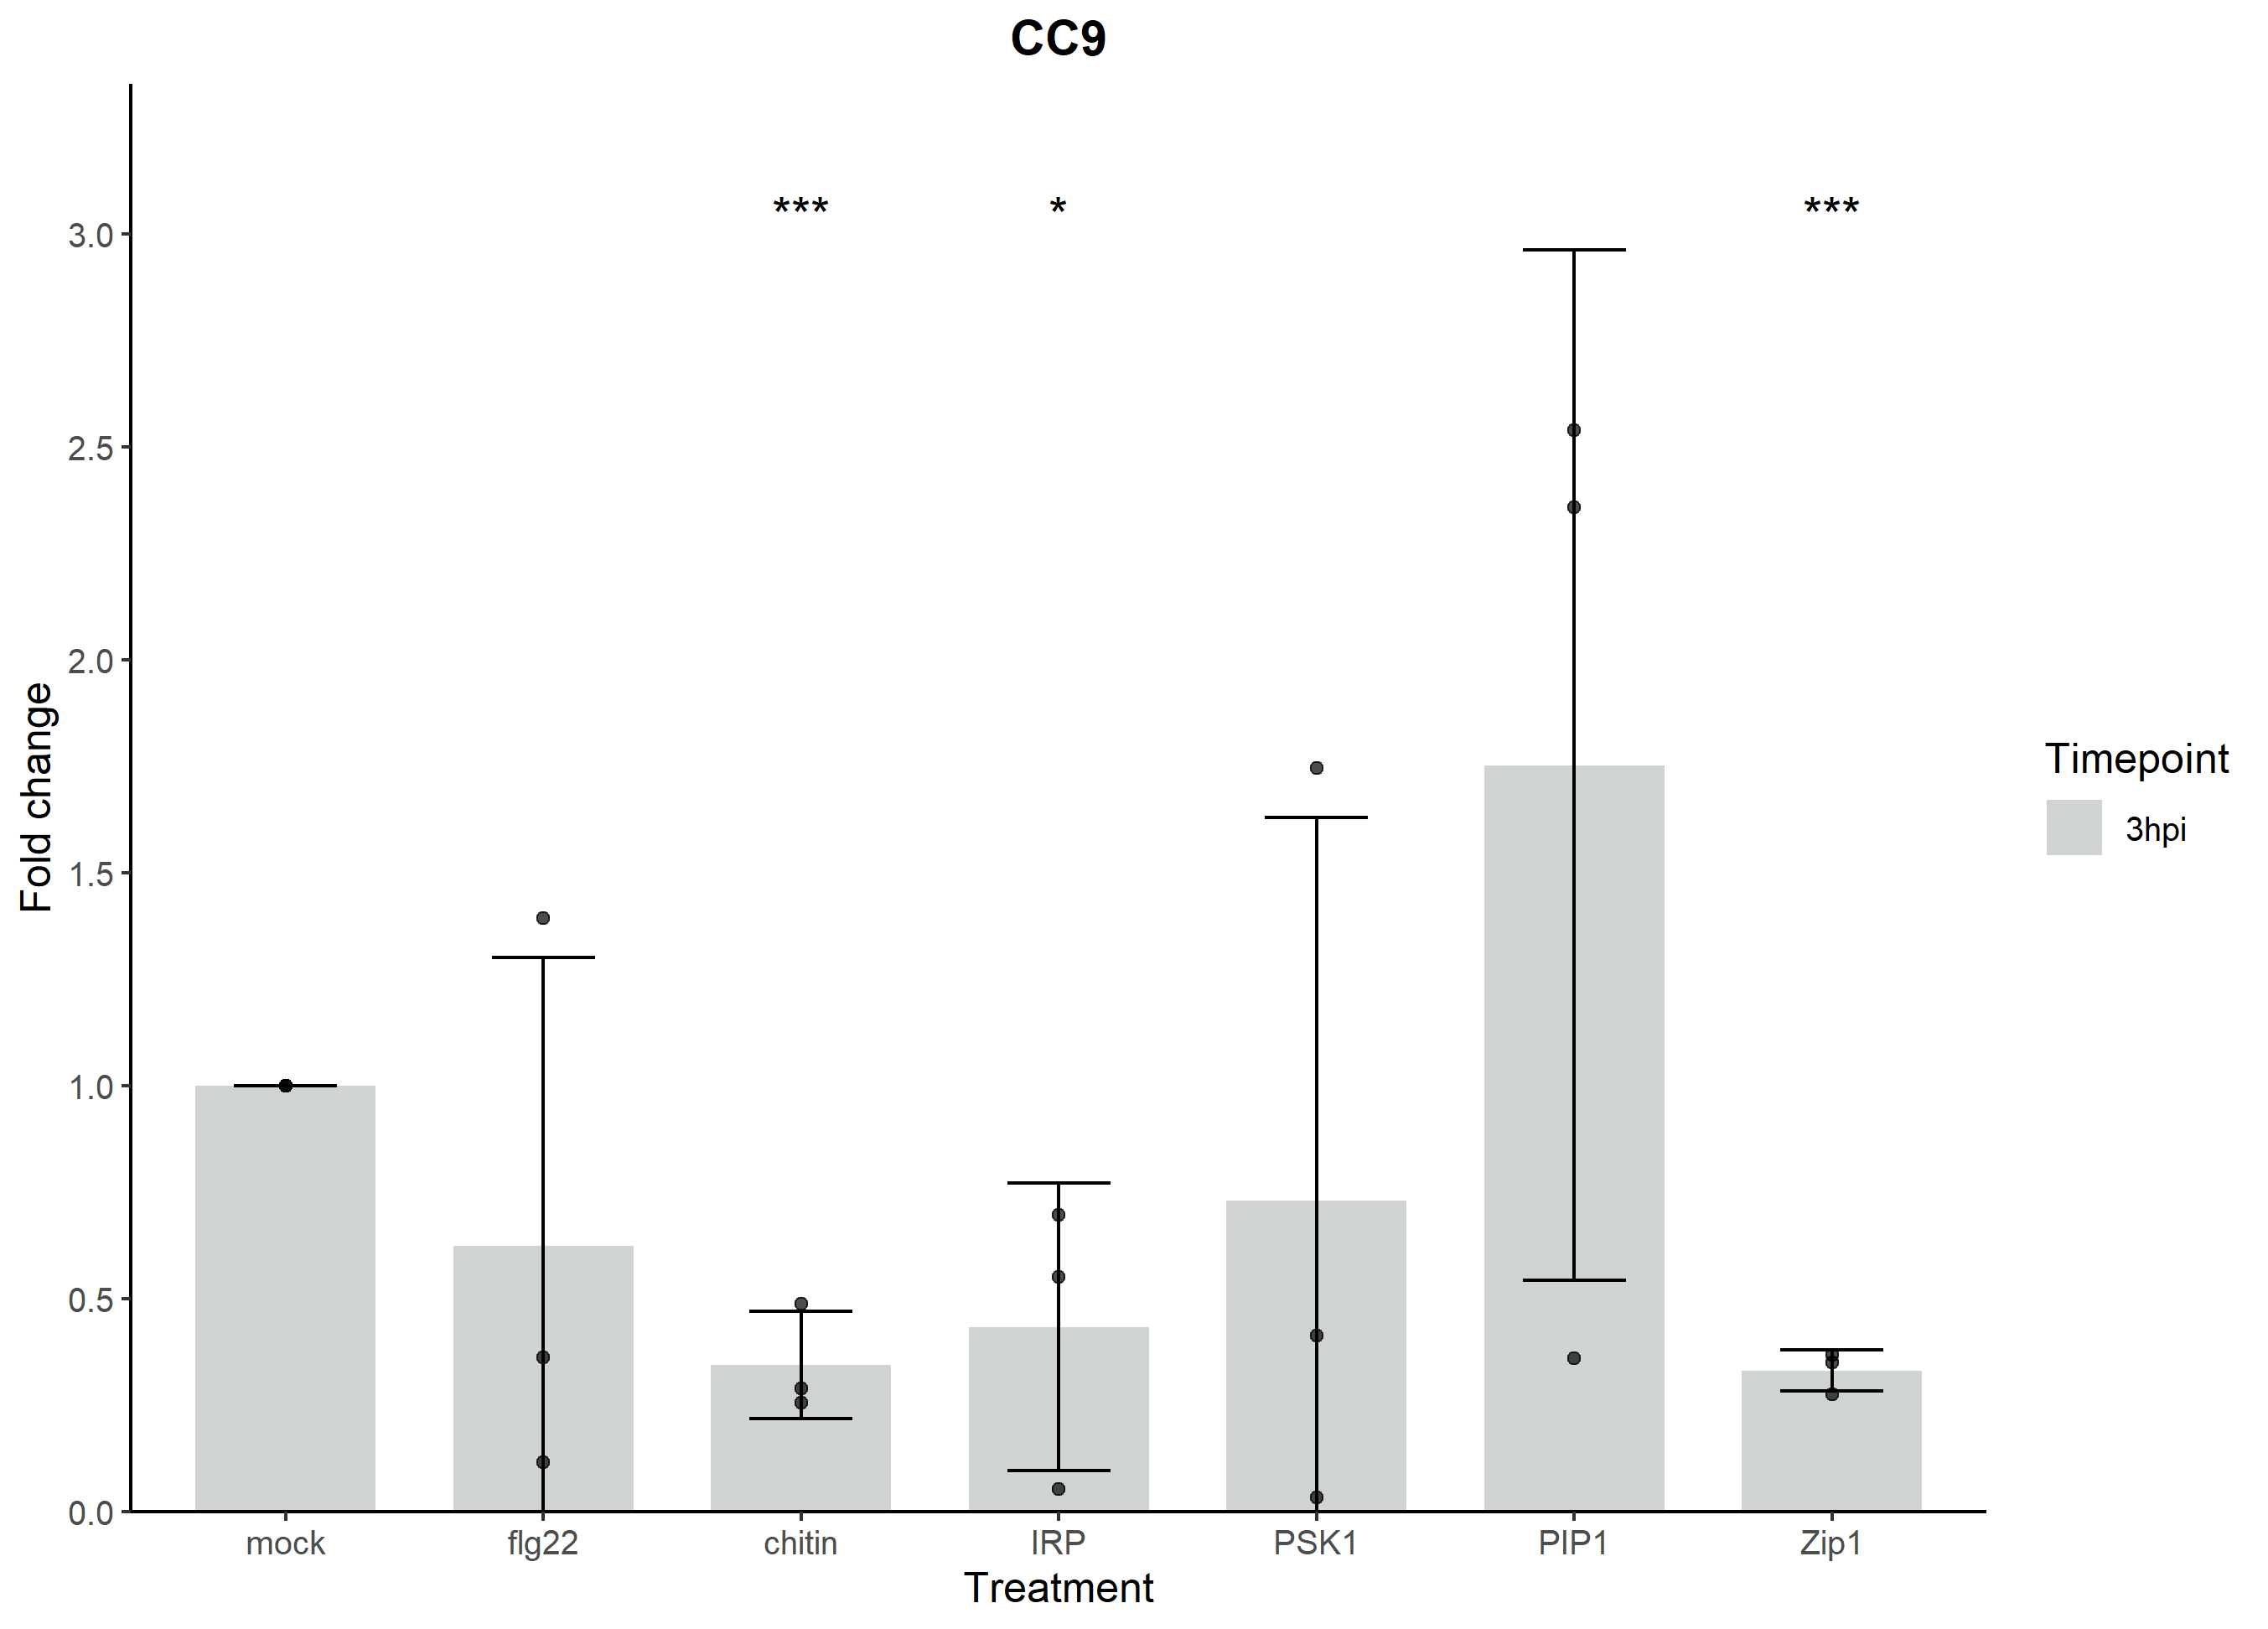 CC9
***
*
***
3.0
2.5
2.0
1.5
1.0
0.5
0.0
Fold change
mock
flg22
chitin
IRP
PSK1
PIP1
Zip1
Treatment
Timepoint
3hpi